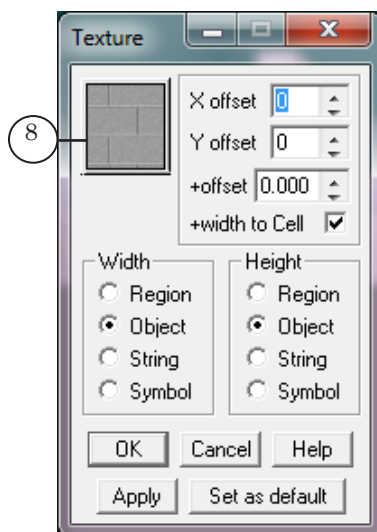 Texture
8
X offset 0
Y offset 0
+offset 0.000
+width to Cell
Width
Region
Object
String
Symbol
Height
Region
Object
String
Symbol
OK Cancel Help
Apply Set as default